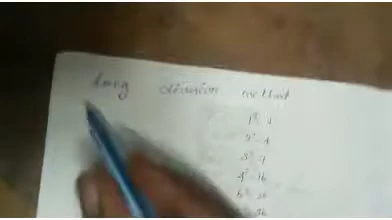 Long division method
1² 1
2² 4
3² 9
4² 16